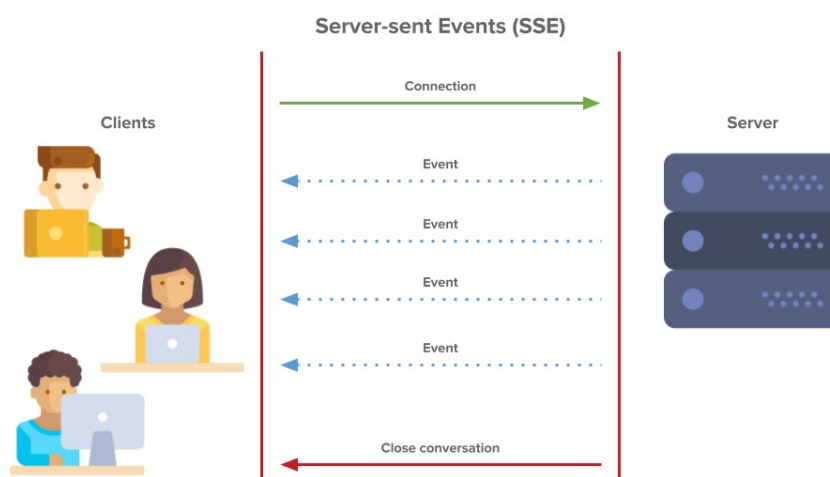 Server-sent Events (SSE)
Connection
Clients
Server
Event
Event
Event
Event
Close conversation